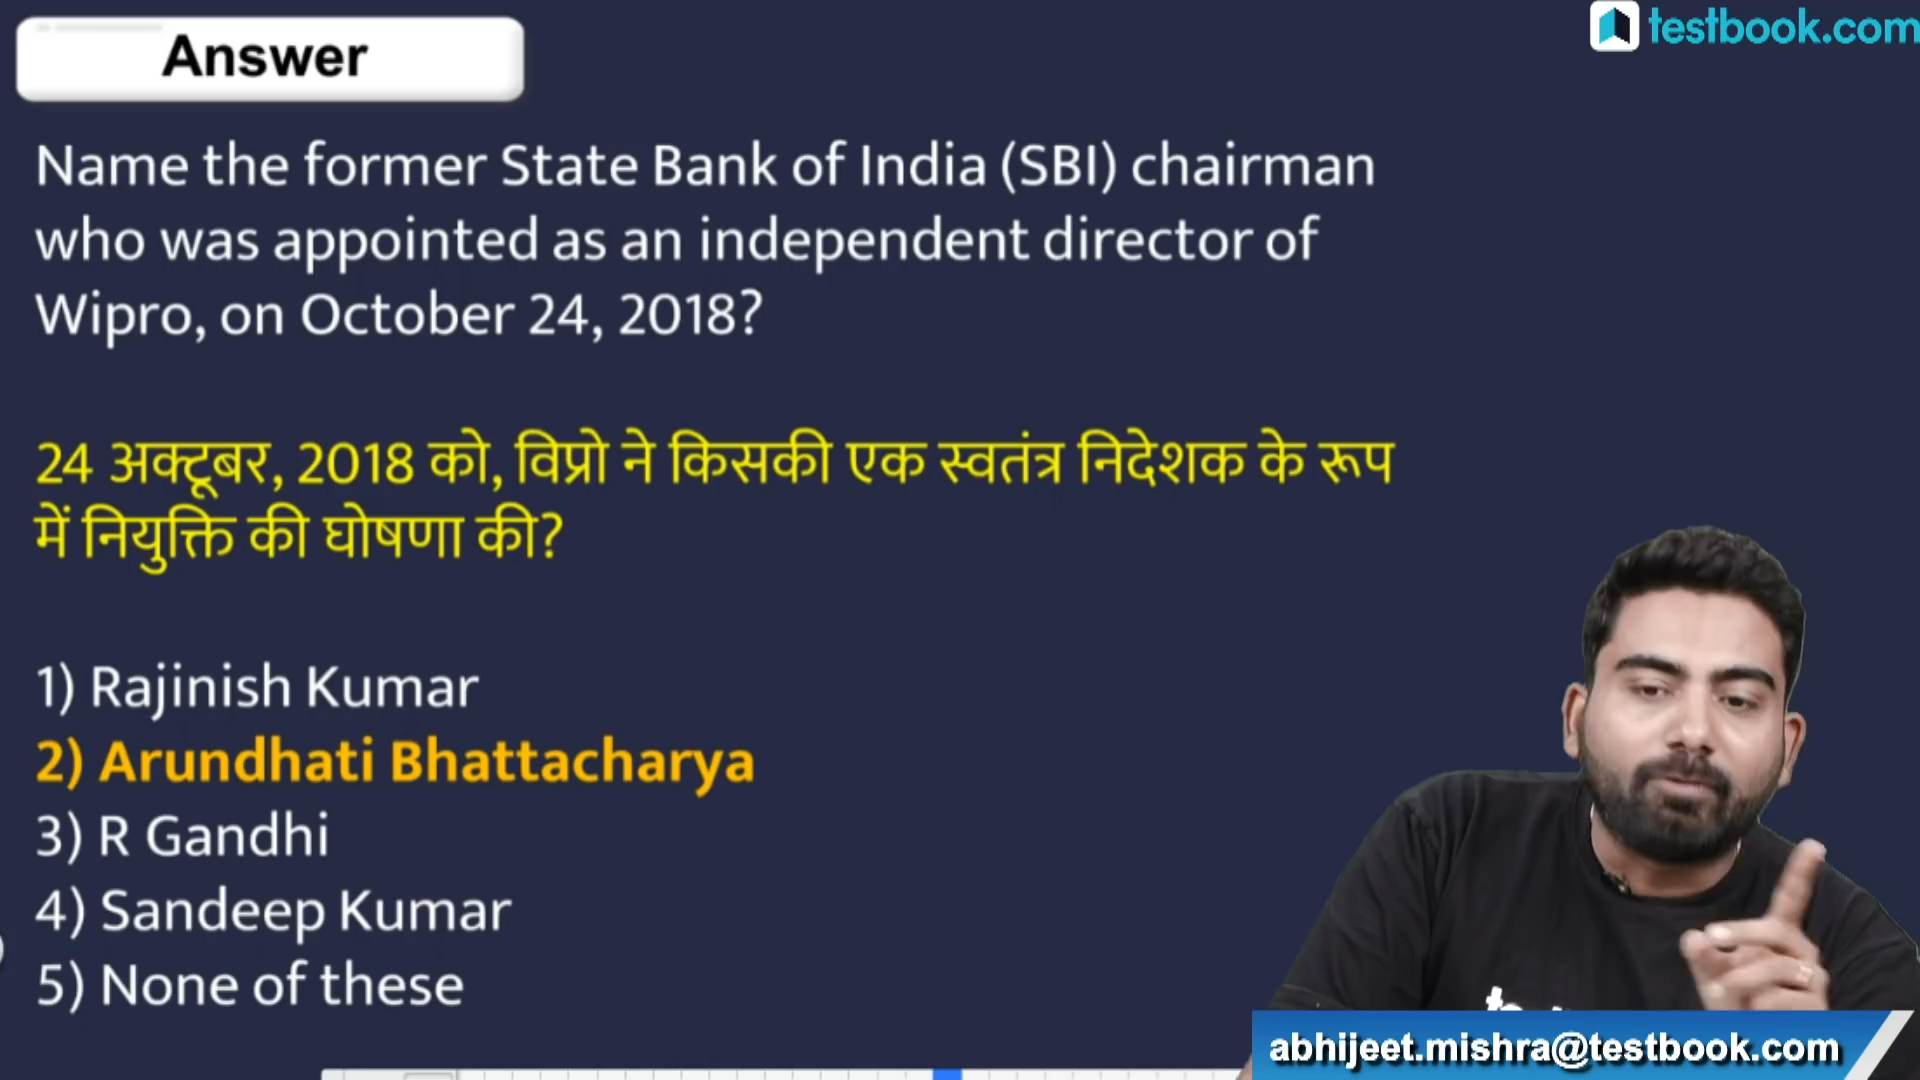 Answer
testbook.com
Name the former State Bank of India (SBI) chairman
who was appointed as an independent director of
Wipro, on October 24, 2018?
24 अक्टूबर, 2018 को, विप्रो ने किसकी एक स्वतंत्र निदेशक के रूप
में नियुक्ति की घोषणा की?
1) Rajinish Kumar
2) Arundhati Bhattacharya
3) R Gandhi
4) Sandeep Kumar
5) None of these
abhijeet.mishra@testbook.com